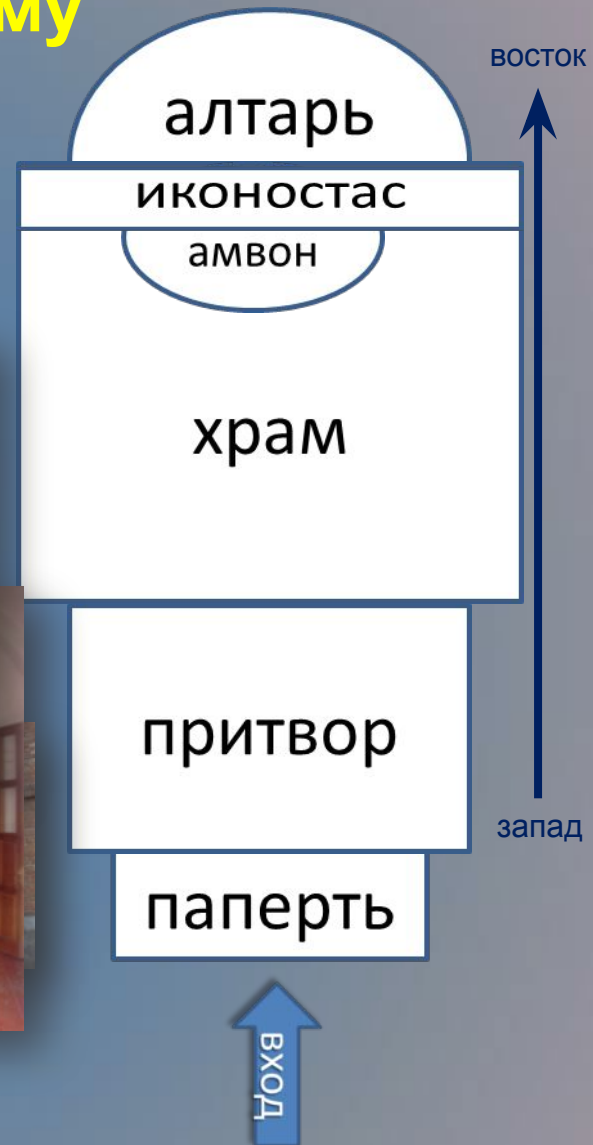 му
восток
алтарь
иконостас
амвон
храм
притвор
запад
паперть
вход